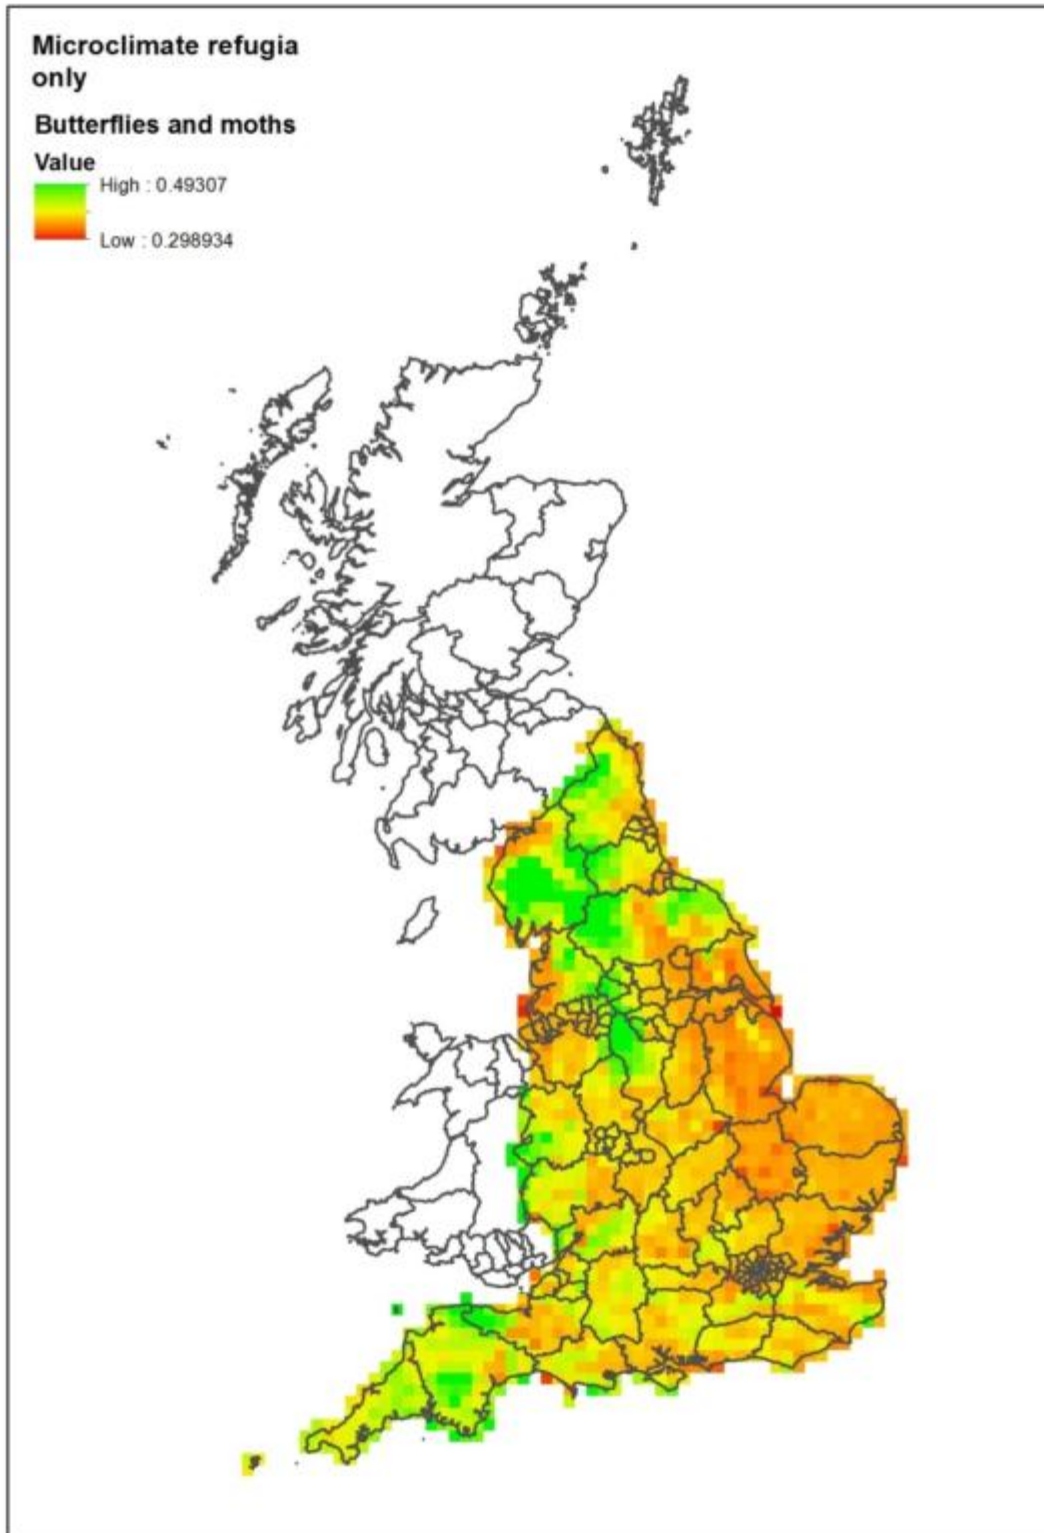 Microclimate refugia
only
Butterflies and moths
Value
High : 0.49307
Low : 0.298934